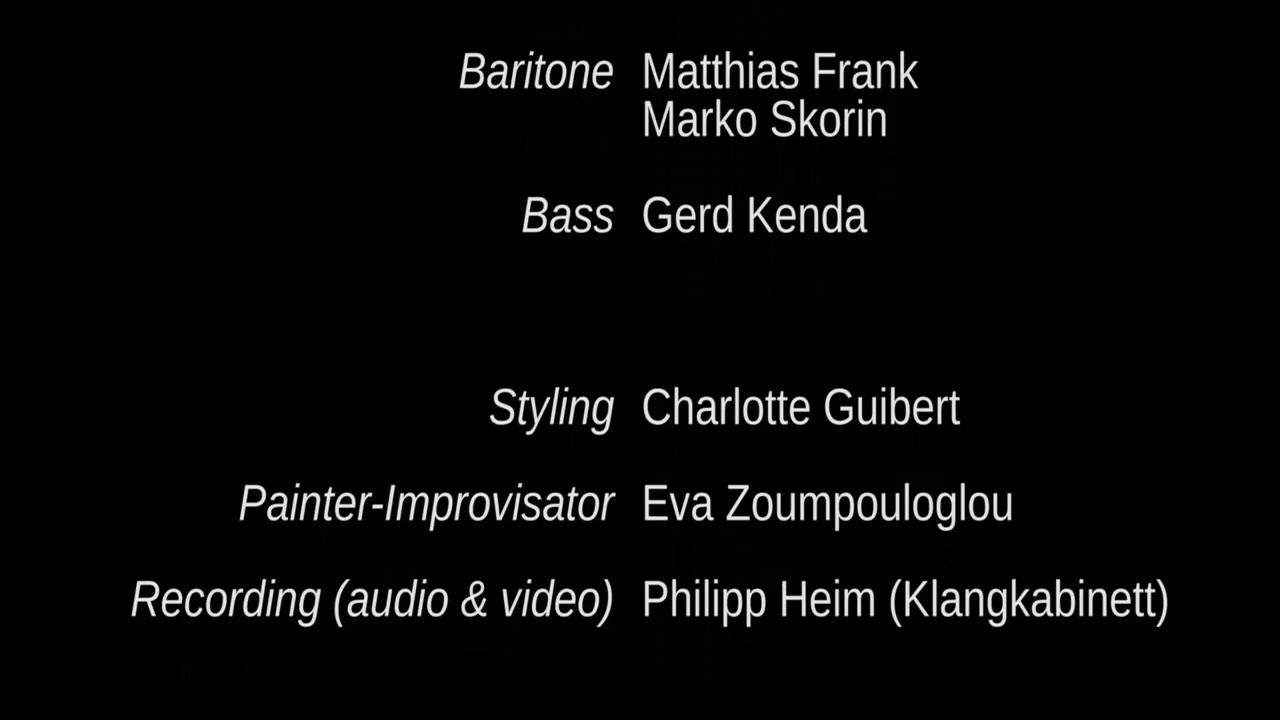 Baritone Matthias Frank
Marko Skorin
Bass Gerd Kenda
Styling Charlotte Guibert
Painter-Improvisator Eva Zoumpouloglou
Recording (audio & video) Philipp Heim (Klangkabinett)